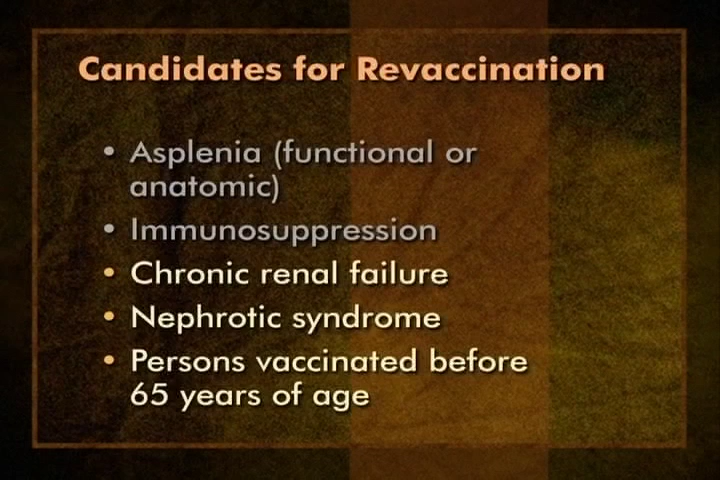 Candidates for Revaccination
• Asplenia (functional or
anatomic)
• Immunosuppression
• Chronic renal failure
• Nephrotic syndrome
• Persons vaccinated before
65 years of age